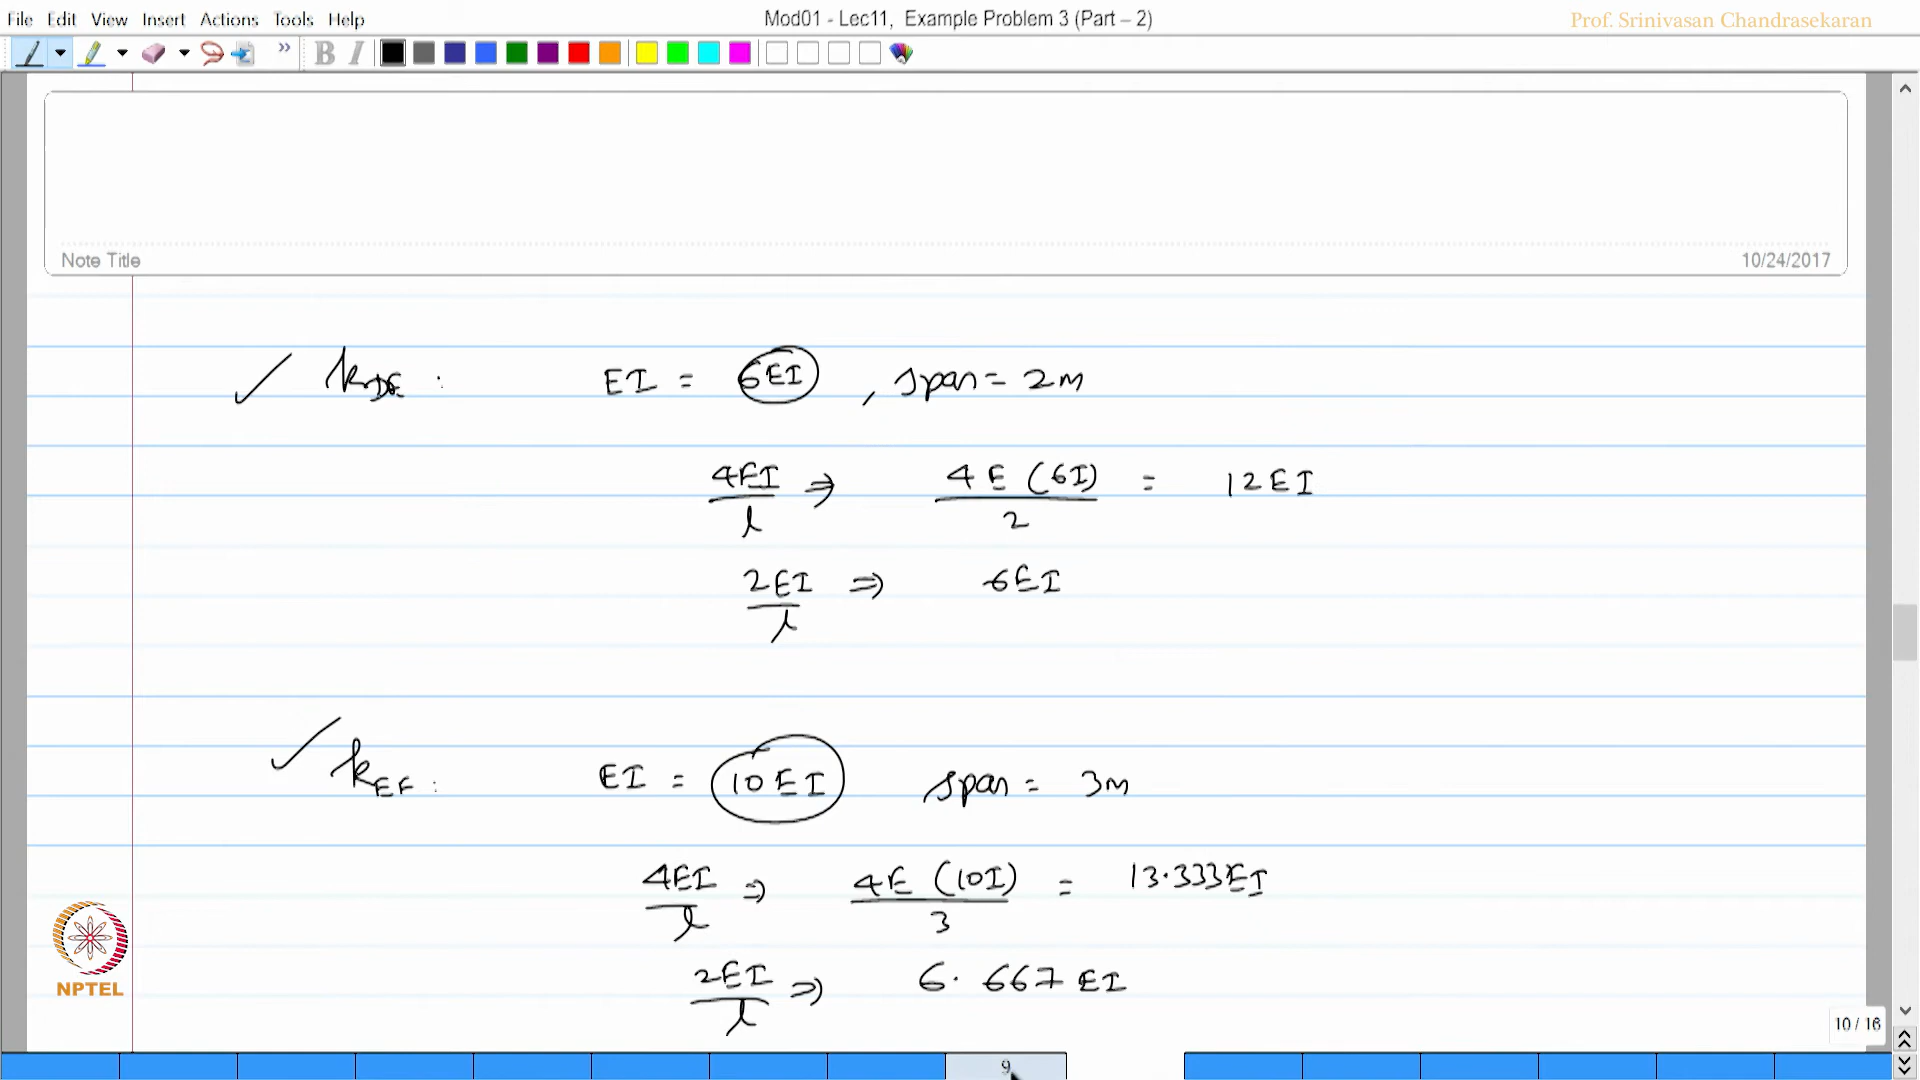 File Edit View Insert Actions Tools Help
Mod01 - Lec11, Example Problem 3 (Part – 2)
Prof. Srinivasan Chandrasekaran
B I
Note Title
10/24/2017
✓ k_DE : EI = 6EI , span = 2m
4EI/l ⇒ 4E(6I)/2 = 12EI
2EI/l ⇒ 6EI
✓ k_EF : EI = 10EI span = 3m
4EI/l ⇒ 4E(10I)/3 = 13.333EI
2EI/l ⇒ 6.667EI
NPTEL
10 / 16
9